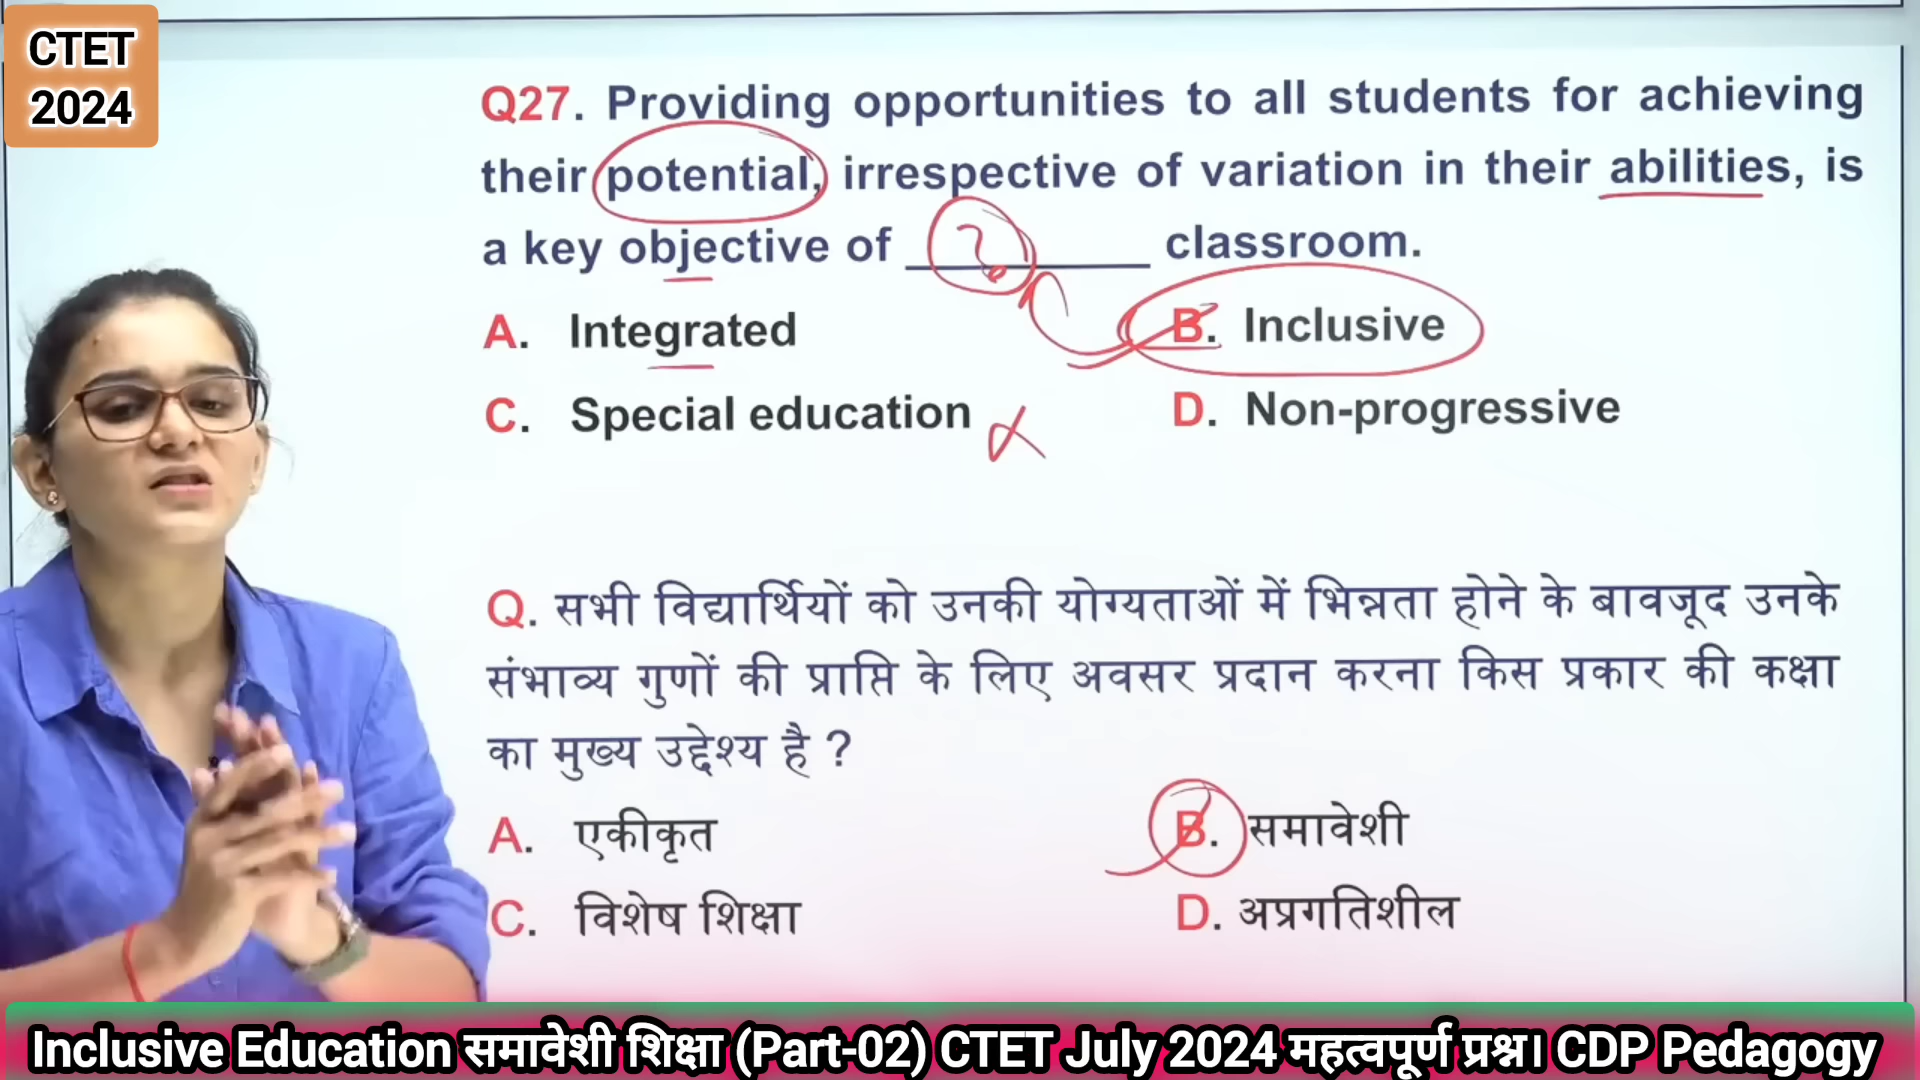 CTET
2024
Q27. Providing opportunities to all students for achieving
their potential, irrespective of variation in their abilities, is
a key objective of ? classroom.
A. Integrated
B. Inclusive
C. Special education
D. Non-progressive
Q. सभी विद्यार्थियों को उनकी योग्यताओं में भिन्नता होने के बावजूद उनके
संभाव्य गुणों की प्राप्ति के लिए अवसर प्रदान करना किस प्रकार की कक्षा
का मुख्य उद्देश्य है ?
A. एकीकृत
B. समावेशी
C. विशेष शिक्षा
D. अप्रगतिशील
Inclusive Education समावेशी शिक्षा (Part-02) CTET July 2024 महत्वपूर्ण प्रश्न। CDP Pedagogy